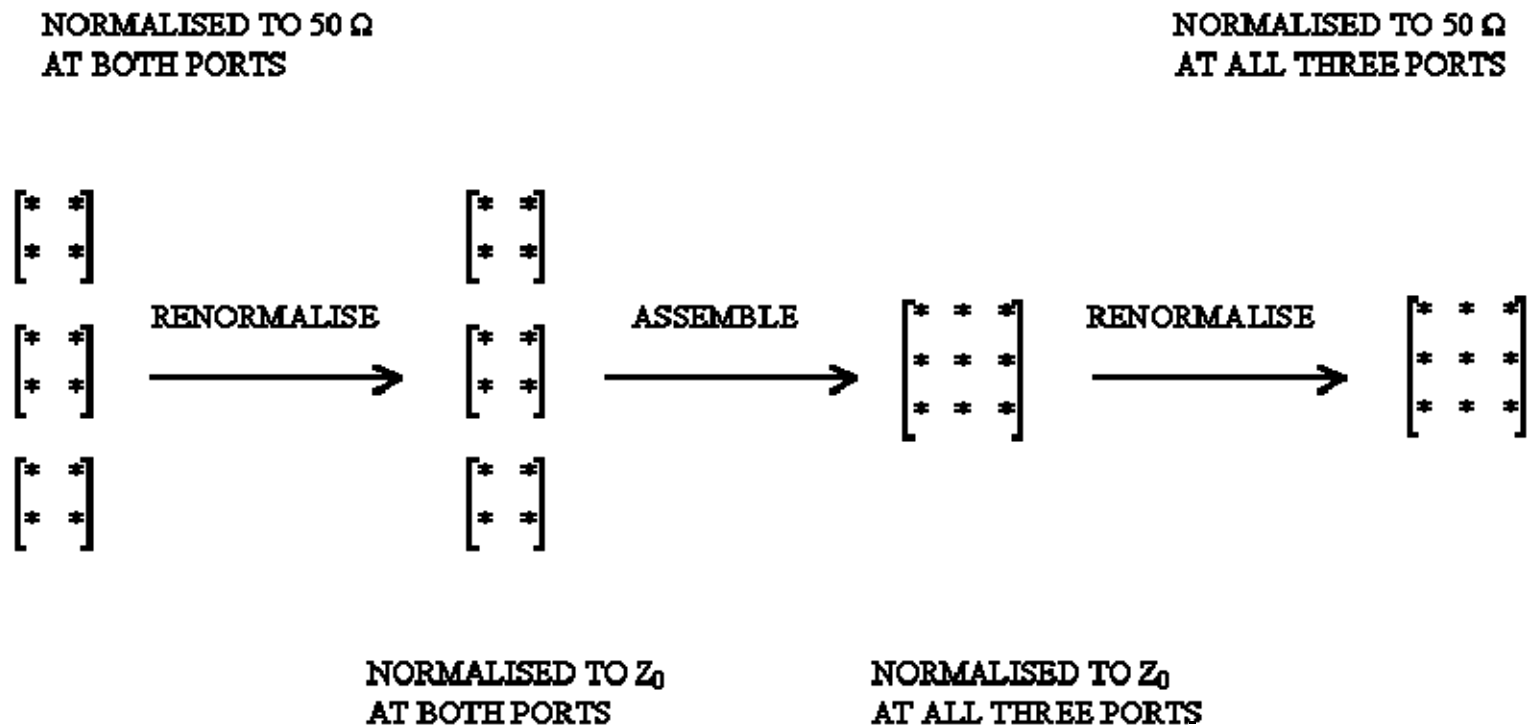 NORMALISED TO 50 Ω
AT BOTH PORTS
NORMALISED TO 50 Ω
AT ALL THREE PORTS
[* *
* *]
[* *
* *]
[* *
* *]
RENORMALISE
[* *
* *]
[* *
* *]
[* *
* *]
ASSEMBLE
[* * *
* * *
* * *]
RENORMALISE
[* * *
* * *
* * *]
NORMALISED TO Z₀
AT BOTH PORTS
NORMALISED TO Z₀
AT ALL THREE PORTS